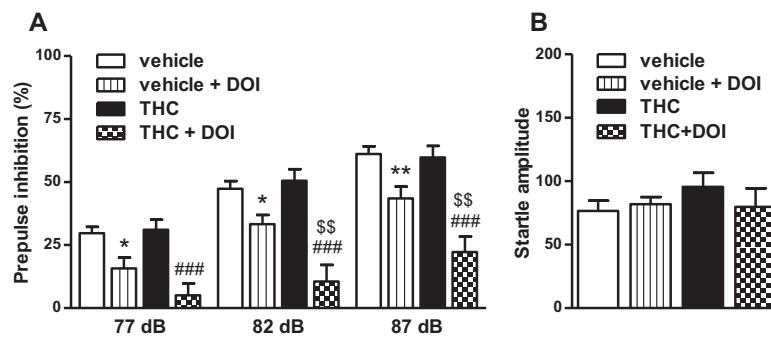 A
Prepulse inhibition (%)
100
75
50
25
0
vehicle
vehicle + DOI
THC
THC + DOI
*
###
*
$$
###
**
$$
###
77 dB
82 dB
87 dB
B
Startle amplitude
200
150
100
50
0
vehicle
vehicle + DOI
THC
THC+DOI